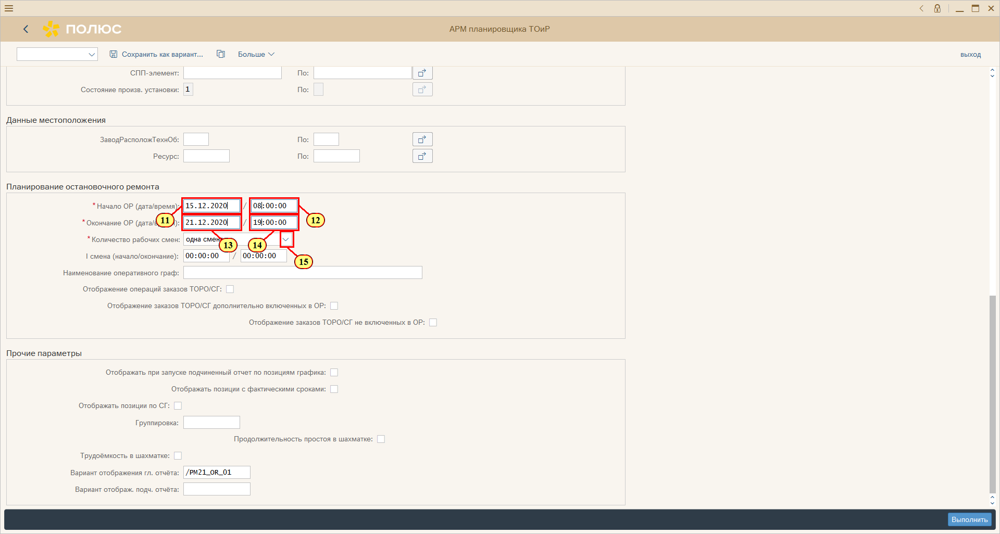 ПОЛЮС
АРМ планировщика ТОиР
Сохранить как вариант...
Больше
выход
СПП-элемент:
По:
Состояние произв. установки: 1
По:
Данные местоположения
ЗаводРасположТехнОб:
По:
Ресурс:
По:
Планирование остановочного ремонта
*Начало ОР (дата/время): 15.12.2020 / 08:00:00
11
12
*Окончание ОР 21.12.2020 / 19:00:00
13
14
*Количество рабочих смен: одна
15
I смена (начало/окончание): 00:00:00 / 00:00:00
Наименование оперативного граф:
Отображение операций заказов ТОРО/СГ:
Отображение заказов ТОРО/СГ дополнительно включенных в ОР:
Отображение заказов ТОРО/СГ не включенных в ОР:
Прочие параметры
Отображать при запуске подчиненный отчет по позициям графика:
Отображать позиции с фактическими сроками:
Отображать позиции по СГ:
Группировка:
Продолжительность простоя в шахматке:
Трудоёмкость в шахматке:
Вариант отображения гл. отчёта: /PM21_OR_01
Вариант отображ. подч. отчёта:
Выполнить